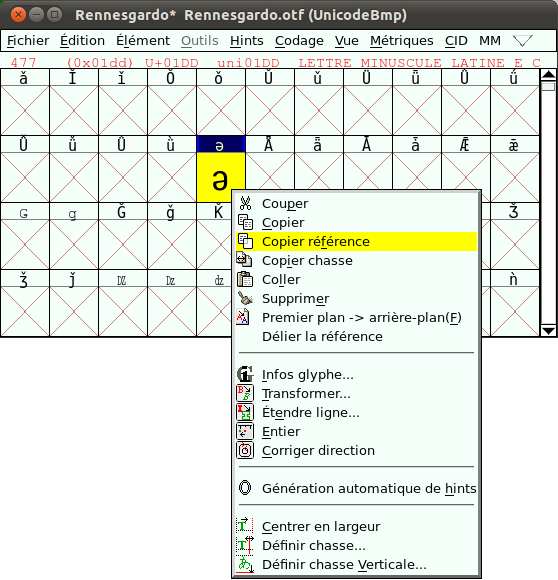 Rennesgardo* Rennesgardo.otf (UnicodeBmp)
Fichier Édition Élément Outils Hints Codage Vue Métriques CID MM
477 (0x01dd) U+01DD uni01DD LETTRE MINUSCULE LATINE E C
ǎ Ǐ ǐ Ǒ ǒ Ǔ ǔ Ǖ ǖ Ǘ ǘ
Ǚ ǚ Ǜ ǜ ǝ Ǟ ǟ Ǡ ǡ Ǣ ǣ
ǝ
Ǥ ǥ Ǧ ǧ Ǩ Ǯ
ǯ ǰ Ǳ ǲ ǳ ǹ
Couper
Copier
Copier référence
Copier chasse
Coller
Supprimer
Premier plan -> arrière-plan(F)
Délier la référence
Infos glyphe...
Transformer...
Étendre ligne...
Entier
Corriger direction
Génération automatique de hints
Centrer en largeur
Définir chasse...
Définir chasse Verticale...